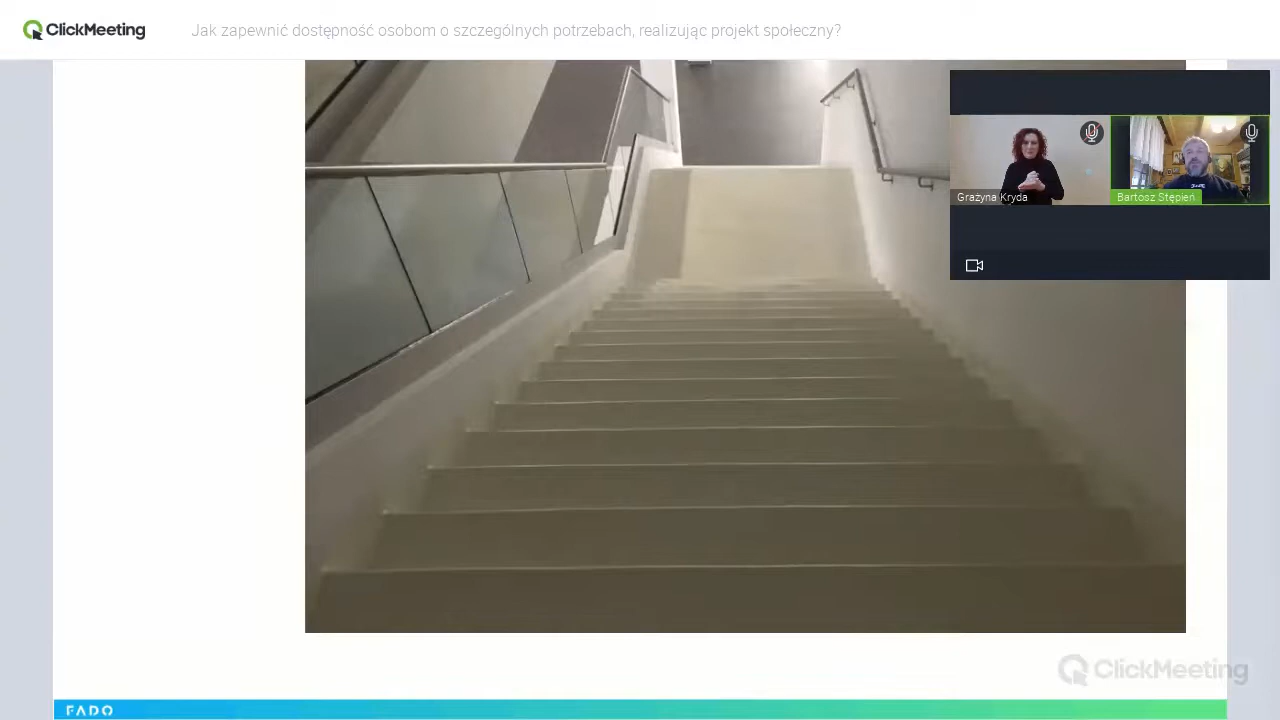 ClickMeeting
Jak zapewnić dostępność osobom o szczególnych potrzebach, realizując projekt społeczny?
Grażyna Kryda
Bartosz Stępień
ClickMeeting
FADO